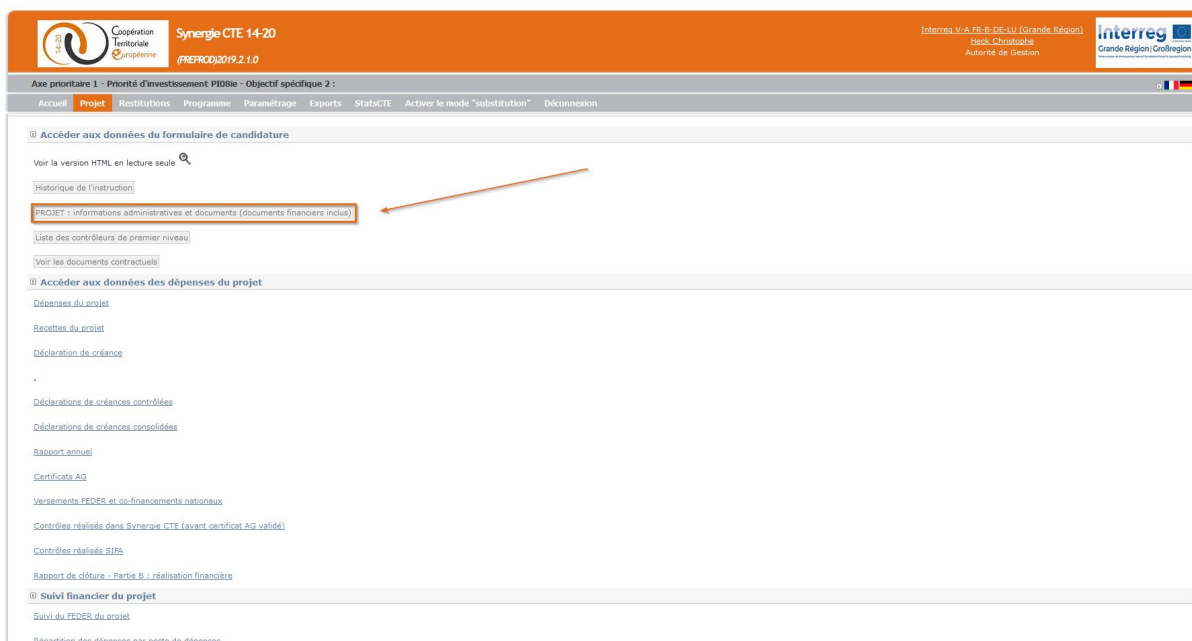 14-20
Coopération
Territoriale
Européenne
Synergie CTE 14-20
(PREPROD)2019.2.1.0
Interreg V-A FR-B-DE-LU (Grande Région)
Heck Christophe
Autorité de Gestion
Interreg
Grande Région | Großregion
Axe prioritaire 1 - Priorité d'investissement PI08ie - Objectif spécifique 2 :
Accueil Projet Restitutions Programme Paramétrage Exports StatsCTE Activer le mode "substitution" Déconnexion
Accéder aux données du formulaire de candidature
Voir la version HTML en lecture seule
Historique de l'instruction
PROJET : informations administratives et documents (documents financiers inclus)
Liste des contrôleurs de premier niveau
Voir les documents contractuels
Accéder aux données des dépenses du projet
Dépenses du projet
Recettes du projet
Déclaration de créance
-
Déclarations de créances contrôlées
Déclarations de créances consolidées
Rapport annuel
Certificats AG
Versements FEDER et co-financements nationaux
Contrôles réalisés dans Synergie CTE (avant certificat AG validé)
Contrôles réalisés SIFA
Rapport de clôture - Partie B : réalisation financière
Suivi financier du projet
Suivi du FEDER du projet
Répartition des dépenses par poste de dépenses